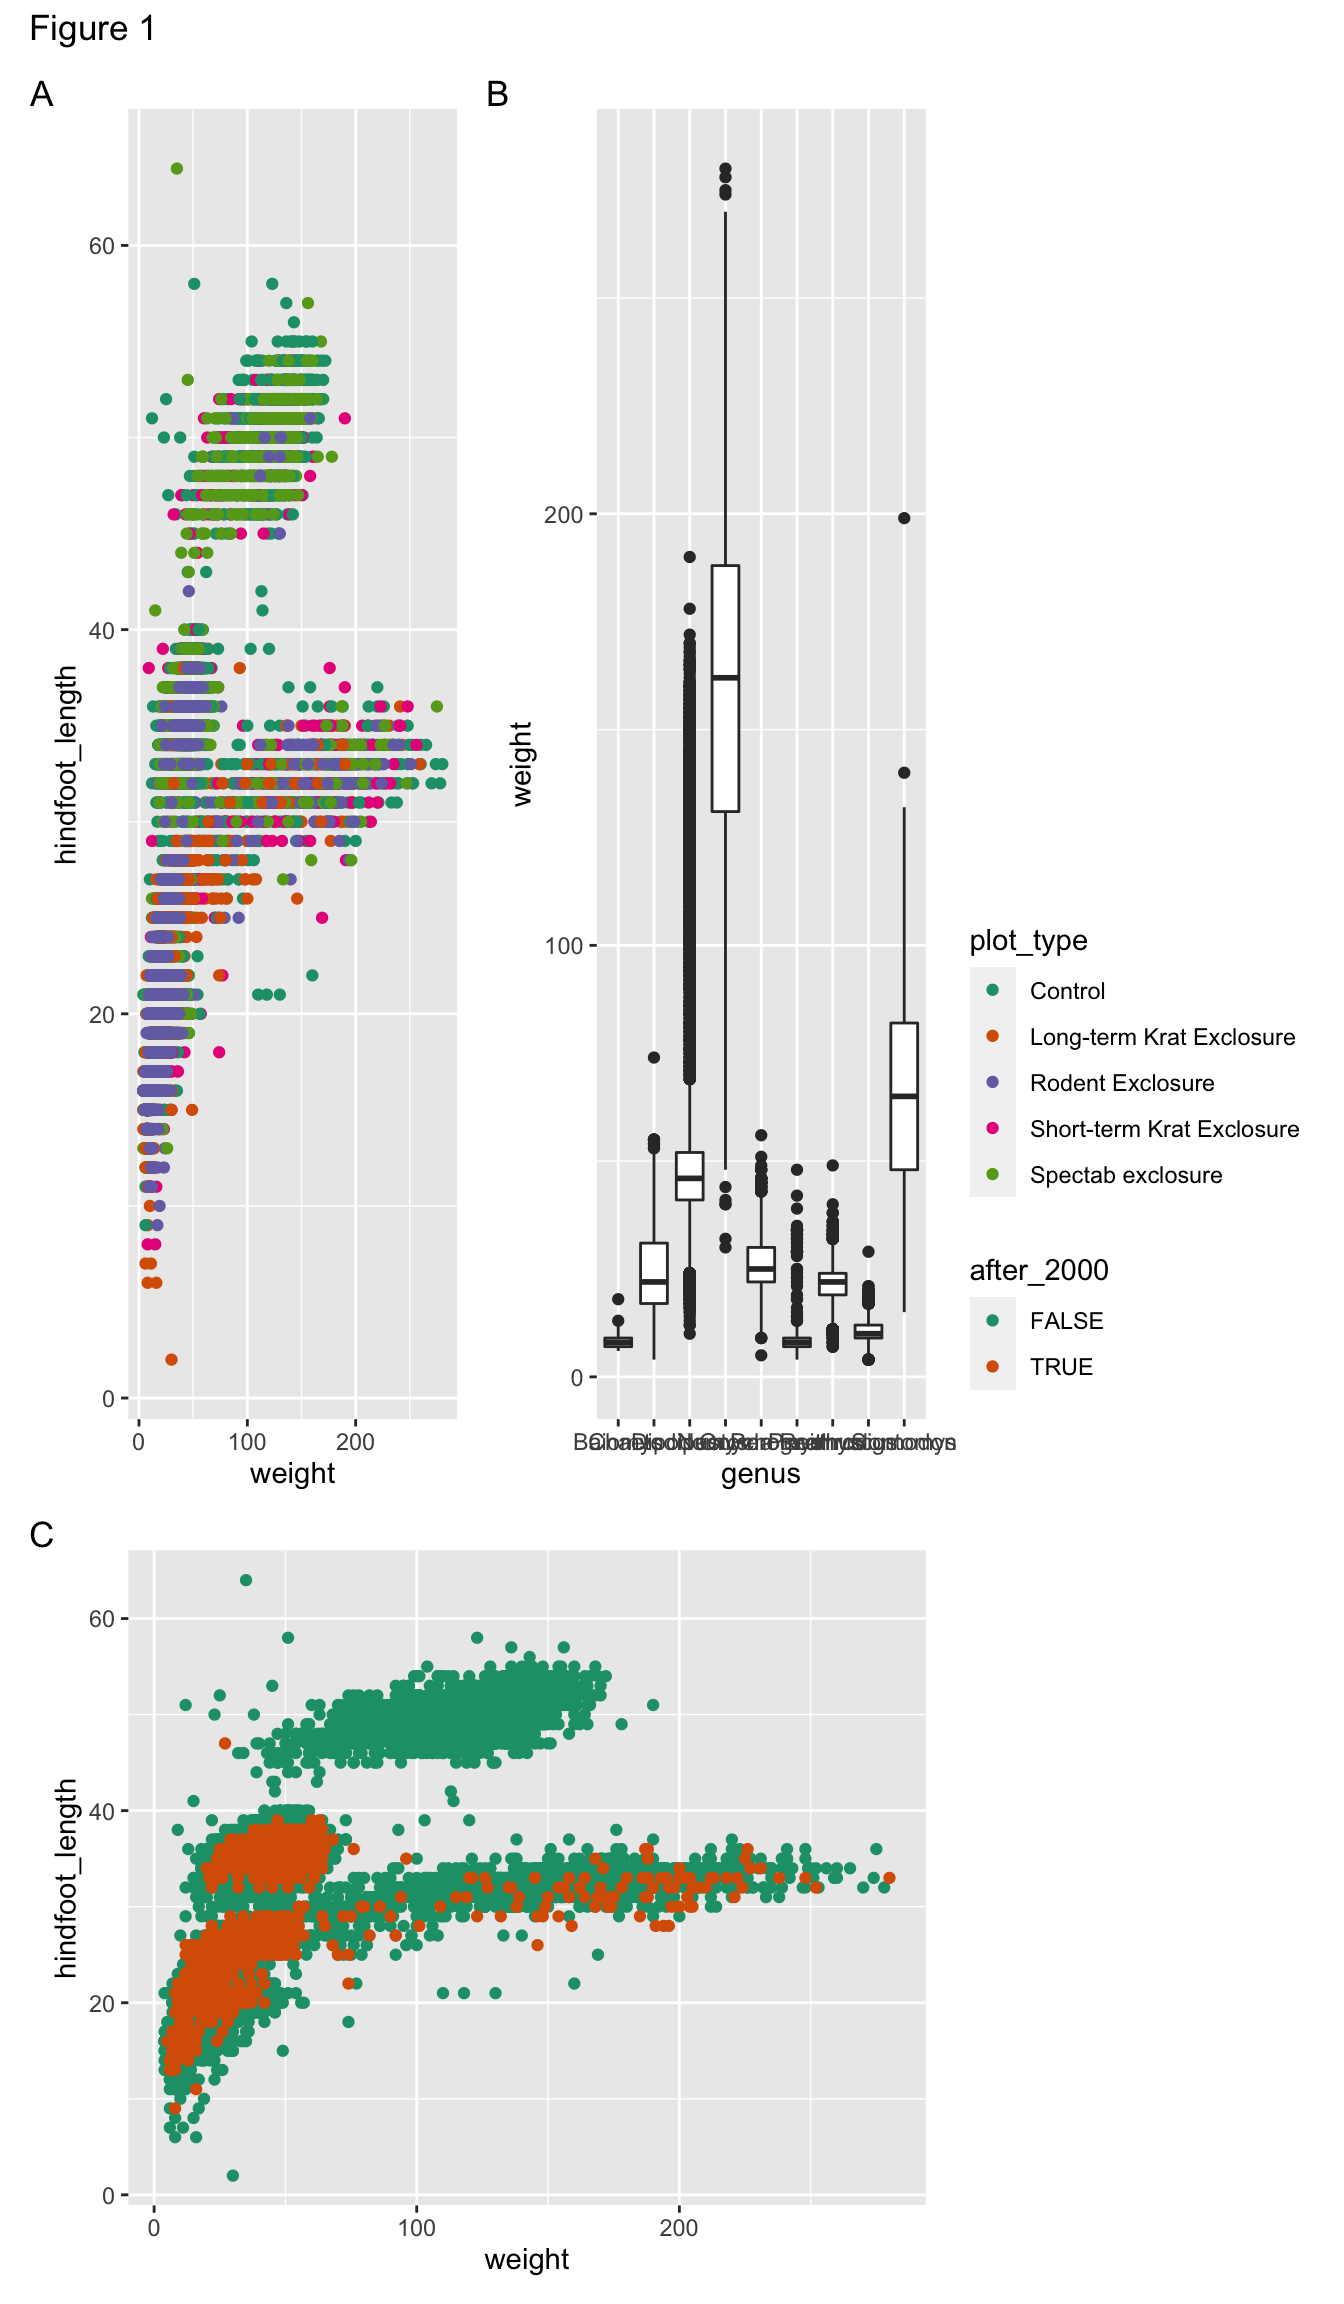 Figure 1
A
B
60
40
20
0
hindfoot_length
0
100
200
weight
200
100
0
weight
genus
plot_type
Control
Long-term Krat Exclosure
Rodent Exclosure
Short-term Krat Exclosure
Spectab exclosure
after_2000
FALSE
TRUE
C
60
40
20
0
hindfoot_length
0
100
200
weight